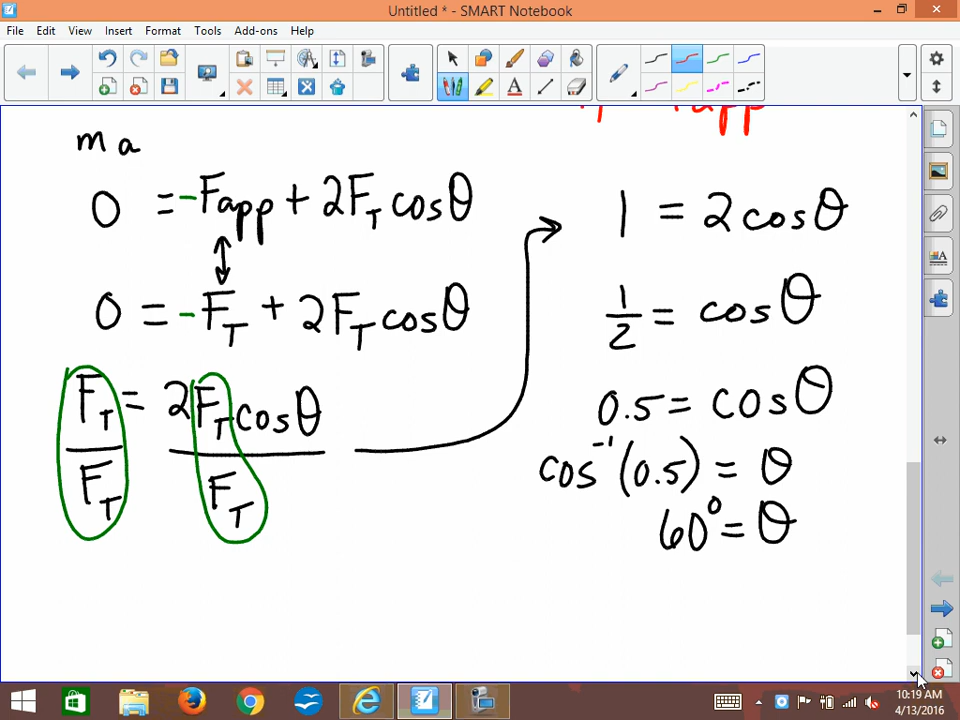 Untitled * - SMART Notebook
File Edit View Insert Format Tools Add-ons Help
m a
0 = -Fapp + 2FT cosθ
0 = -FT + 2FT cosθ
FT = 2FT cosθ
FT FT
1 = 2cosθ
1/2 = cosθ
0.5 = cosθ
cos⁻¹(0.5) = θ
60° = θ
10:19 AM
4/13/2016